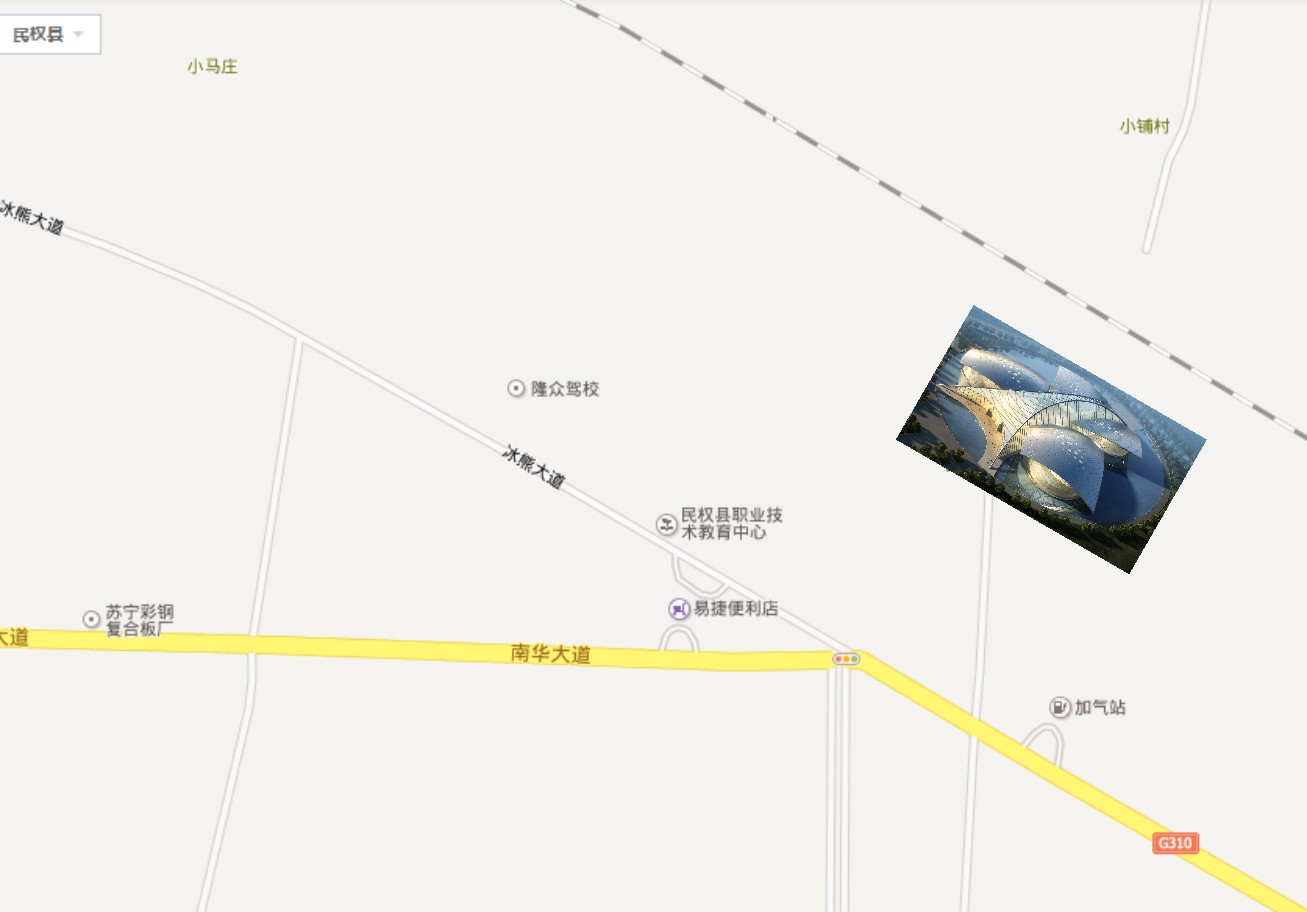 民权县
小马庄
小铺村
冰熊大道
隆众驾校
冰熊大道
民权县职业技
术教育中心
易捷便利店
苏宁彩钢
复合板厂
大道
南华大道
加气站
G310